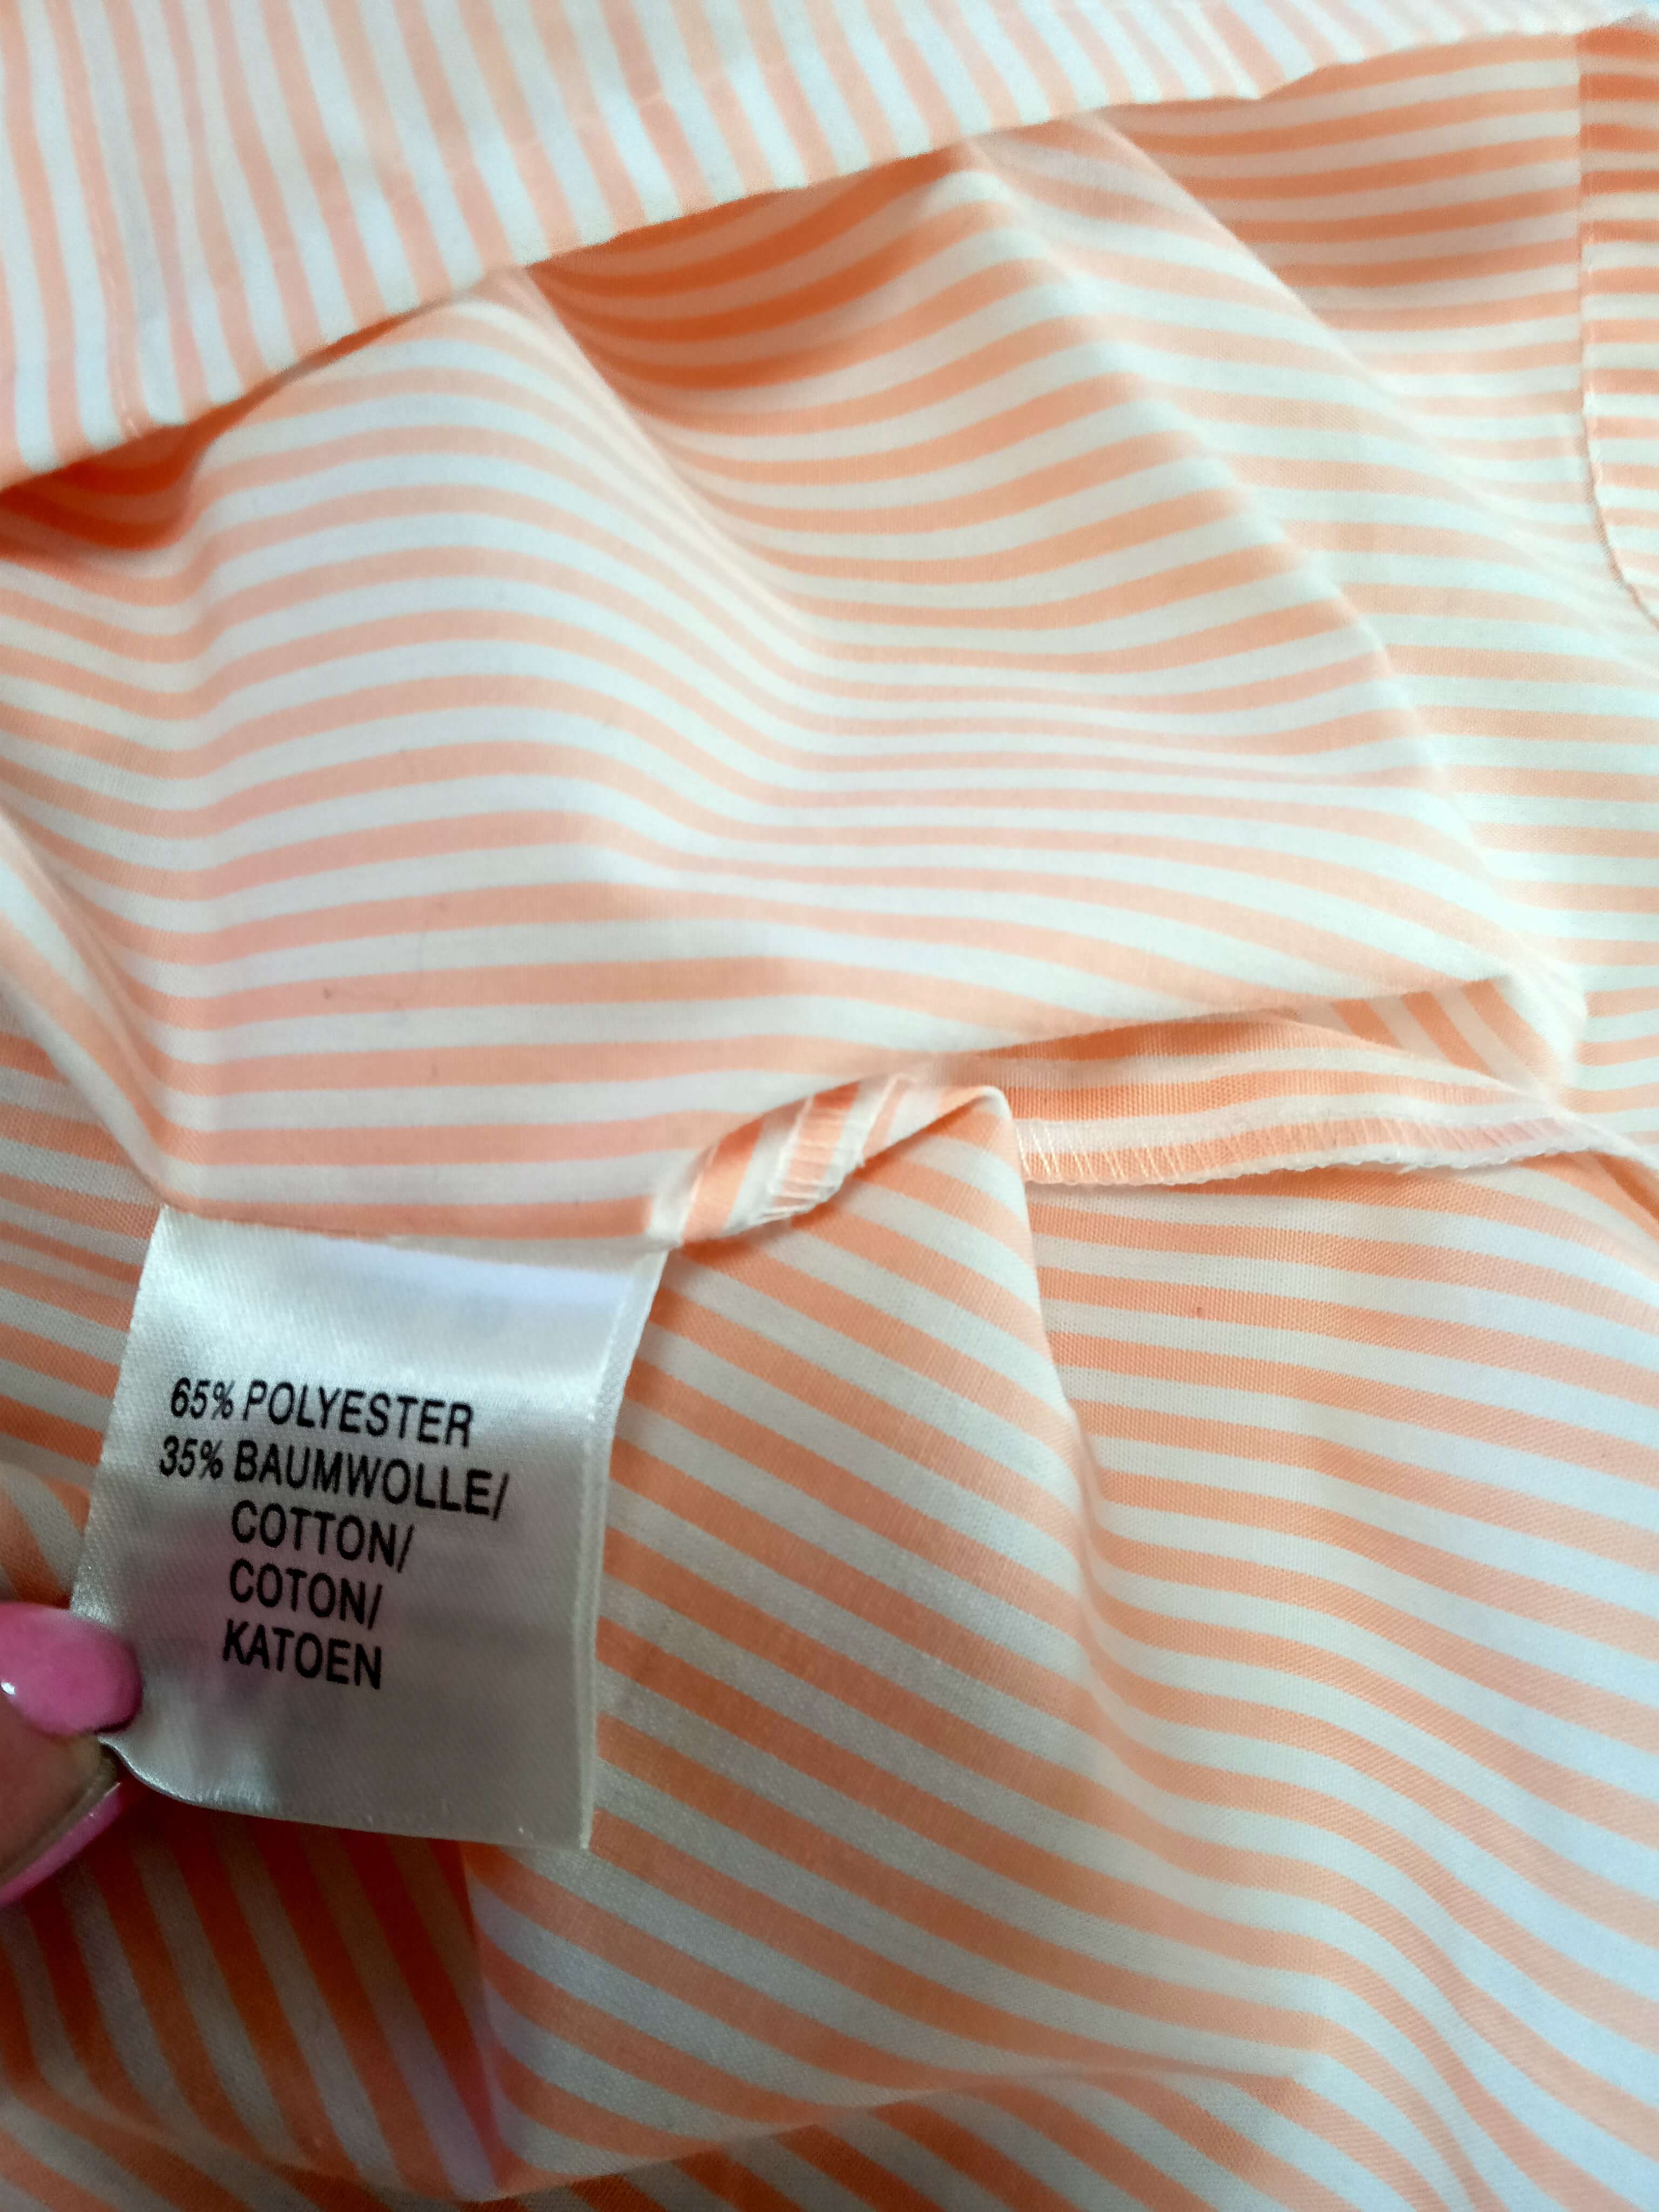 65% POLYESTER
35% BAUMWOLLE/
COTTON/
COTON/
KATOEN